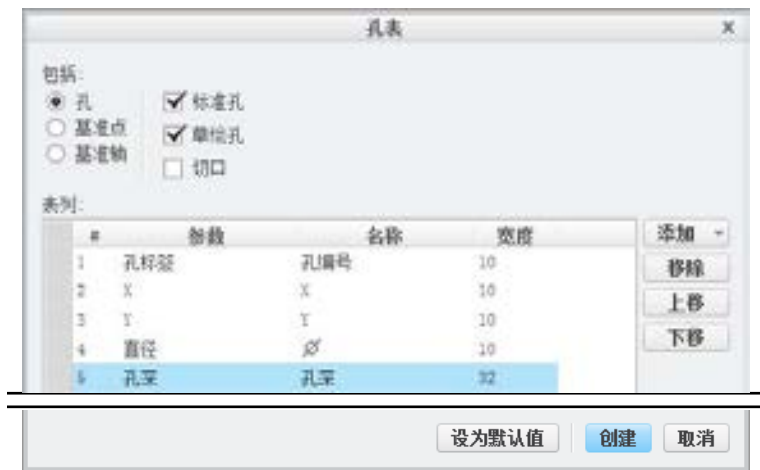 孔表 ×
包括:
孔
基准点
基准轴
标准孔
草绘孔
切口
表列:
# 参数 名称 宽度
1 孔标签 孔编号 10
2 X X 10
3 Y Y 10
4 直径 Ø 10
5 孔深 孔深 32
添加
移除
上移
下移
设为默认值 创建 取消